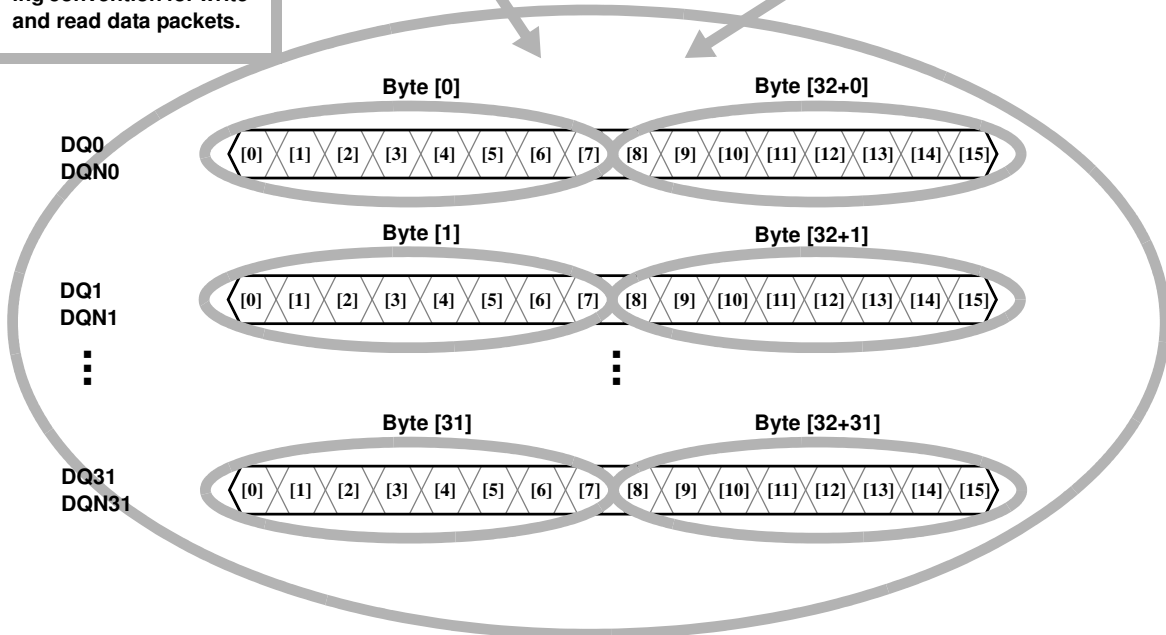 and read data packets.
Byte [0] Byte [32+0]
DQ0
DQN0
[0] [1] [2] [3] [4] [5] [6] [7] [8] [9] [10] [11] [12] [13] [14] [15]
Byte [1] Byte [32+1]
DQ1
DQN1
[0] [1] [2] [3] [4] [5] [6] [7] [8] [9] [10] [11] [12] [13] [14] [15]
Byte [31] Byte [32+31]
DQ31
DQN31
[0] [1] [2] [3] [4] [5] [6] [7] [8] [9] [10] [11] [12] [13] [14] [15]